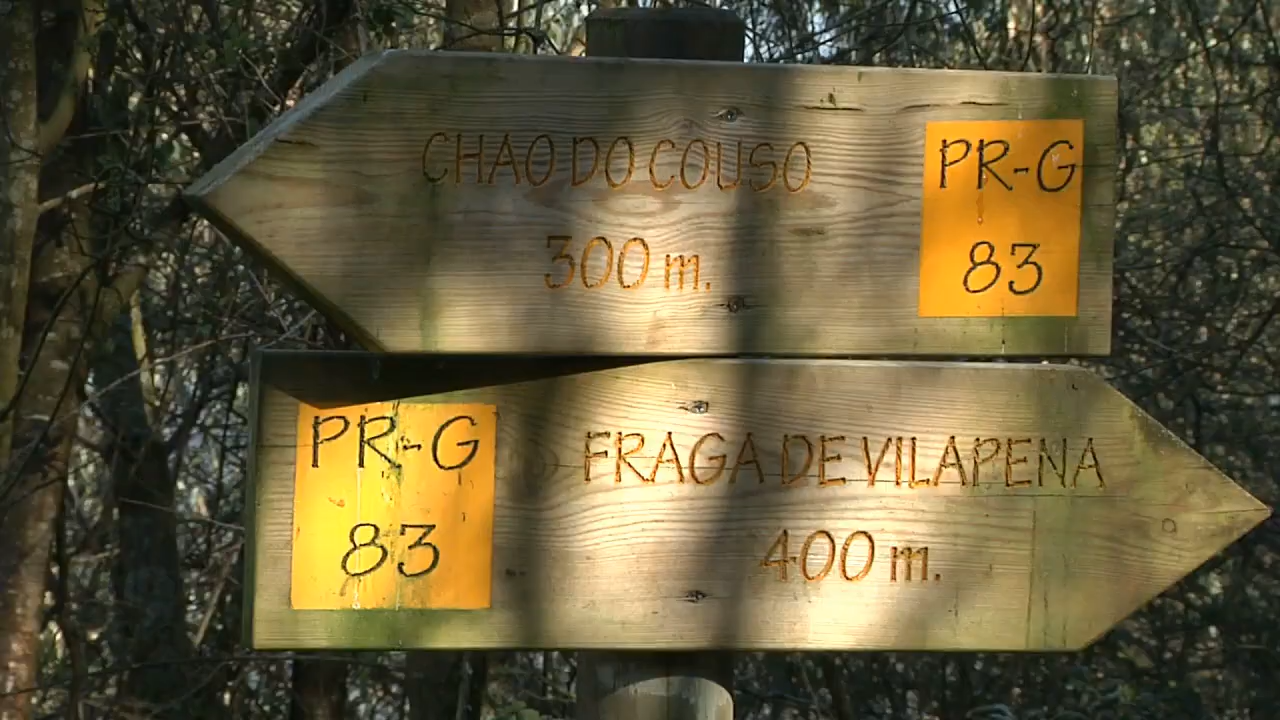 CHAO DO COUSO
300 m.
PR-G
83
PR-G
83
FRAGA DE VILAPENA
400 m.